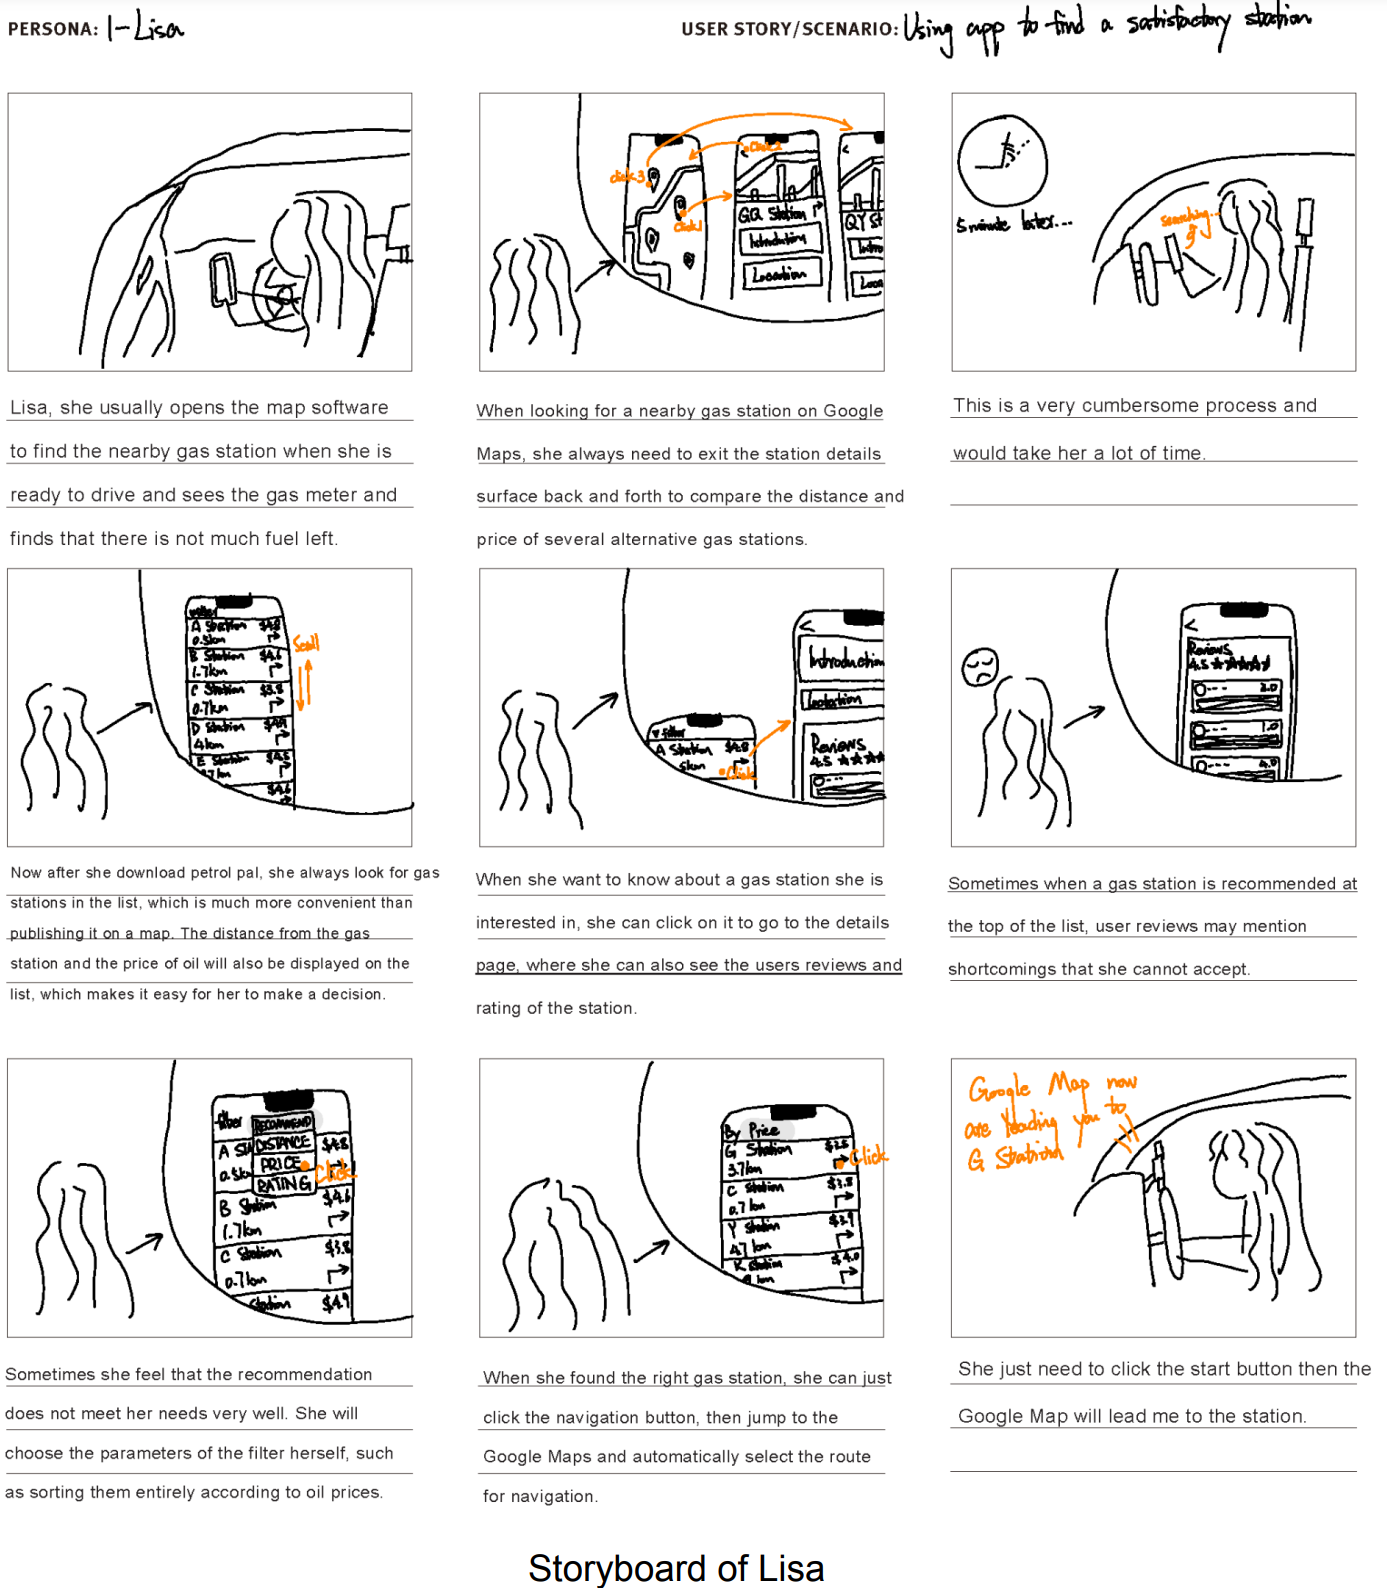 PERSONA: 1-Lisa
USER STORY/SCENARIO: Using app to find a satisfactory station
click3
Click2
Click1
GQ Station
Introduction
Location
QY St
Intro
Loca
5 minute later...
searching...
Lisa, she usually opens the map software
to find the nearby gas station when she is
ready to drive and sees the gas meter and
finds that there is not much fuel left.
When looking for a nearby gas station on Google
Maps, she always need to exit the station details
surface back and forth to compare the distance and
price of several alternative gas stations.
This is a very cumbersome process and
would take her a lot of time.
A Station $4.8
0.5km
B Station $4.6
1.7km
C Station $3.8
0.7km
D Station $4.9
4km
E Station $4.5
$4.6
Scroll
filter
A Station $4.8
5km
Click
Introduction
Location
Reviews
4.5 ★★★★
Reviews
4.5 ★★★★★
2.0
1.0
4.0
Now after she download petrol pal, she always look for gas
stations in the list, which is much more convenient than
publishing it on a map. The distance from the gas
station and the price of oil will also be displayed on the
list, which makes it easy for her to make a decision.
When she want to know about a gas station she is
interested in, she can click on it to go to the details
page, where she can also see the users reviews and
rating of the station.
Sometimes when a gas station is recommended at
the top of the list, user reviews may mention
shortcomings that she cannot accept.
filter RECOMMEND
A Sta DISTANCE $4.8
0.5k PRICE Click
RATING
B Station $4.6
1.7km
C Station $3.8
0.7km
Station $4.9
By Price
G Station $3.5
3.7km Click
C Station $3.8
0.7km
Y Station $3.9
4.7km
K Station $4.0
km
Google Map now
are leading you to
G Station
Sometimes she feel that the recommendation
does not meet her needs very well. She will
choose the parameters of the filter herself, such
as sorting them entirely according to oil prices.
When she found the right gas station, she can just
click the navigation button, then jump to the
Google Maps and automatically select the route
for navigation.
She just need to click the start button then the
Google Map will lead me to the station.
Storyboard of Lisa